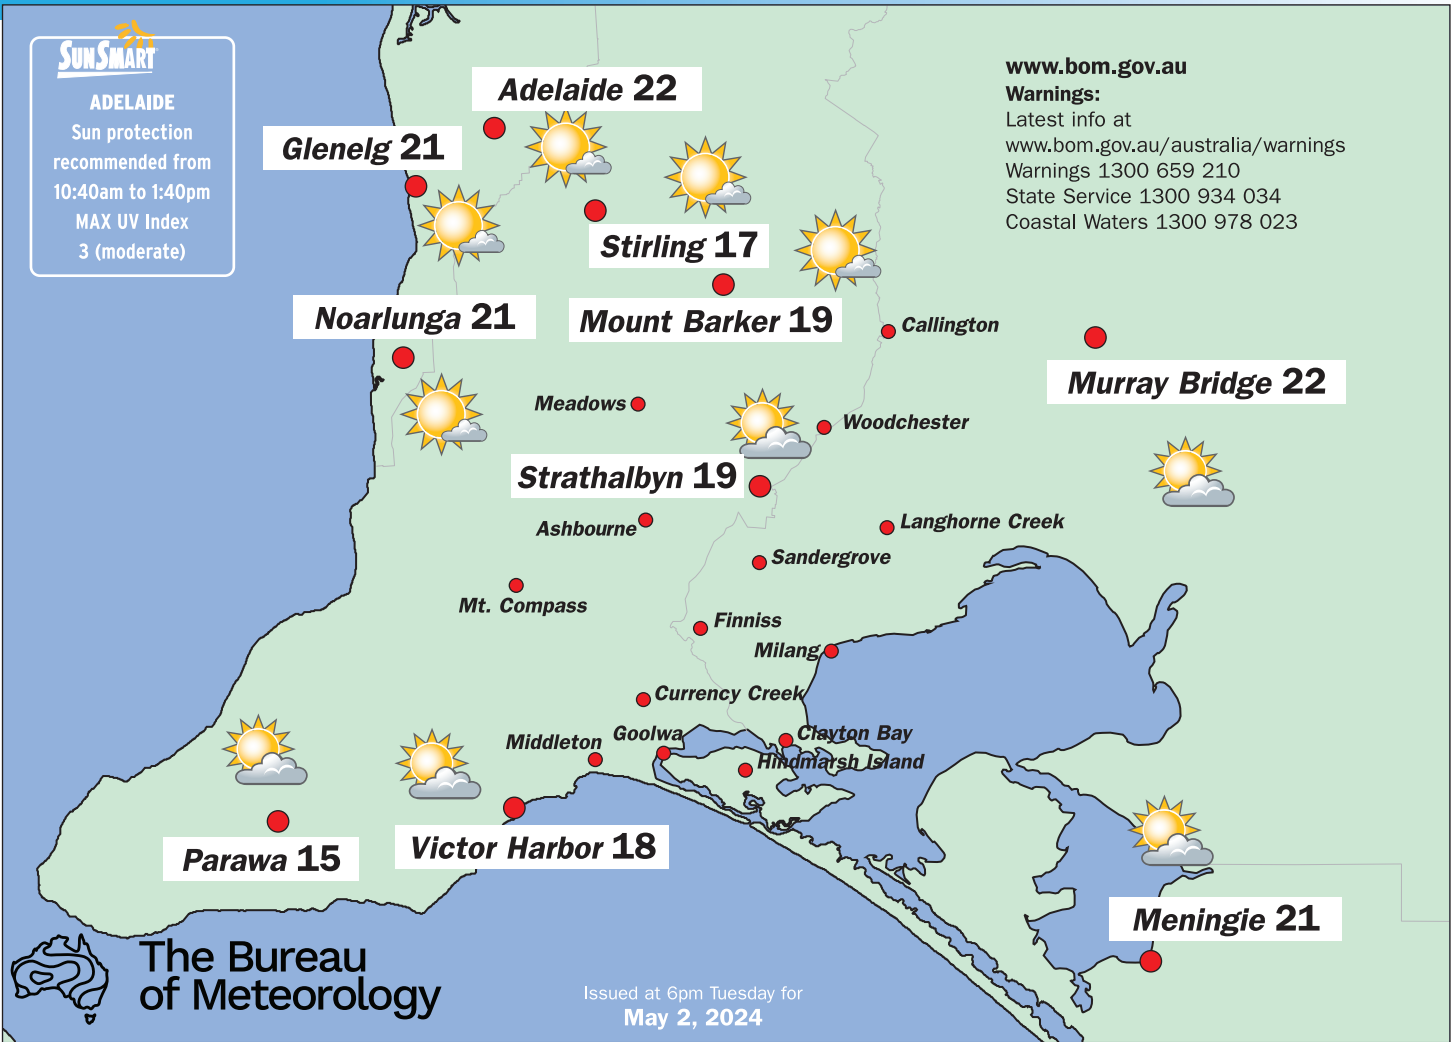 SUNSMART
ADELAIDE
Sun protection
recommended from
10:40am to 1:40pm
MAX UV Index
3 (moderate)
Adelaide 22
Glenelg 21
Stirling 17
Noarlunga 21
Mount Barker 19
www.bom.gov.au
Warnings:
Latest info at
www.bom.gov.au/australia/warnings
Warnings 1300 659 210
State Service 1300 934 034
Coastal Waters 1300 978 023
Callington
Murray Bridge 22
Meadows
Woodchester
Strathalbyn 19
Ashbourne
Langhorne Creek
Sandergrove
Mt. Compass
Finniss
Milang
Currency Creek
Middleton
Goolwa
Clayton Bay
Hindmarsh Island
Parawa 15
Victor Harbor 18
Meningie 21
The Bureau
of Meteorology
Issued at 6pm Tuesday for
May 2, 2024